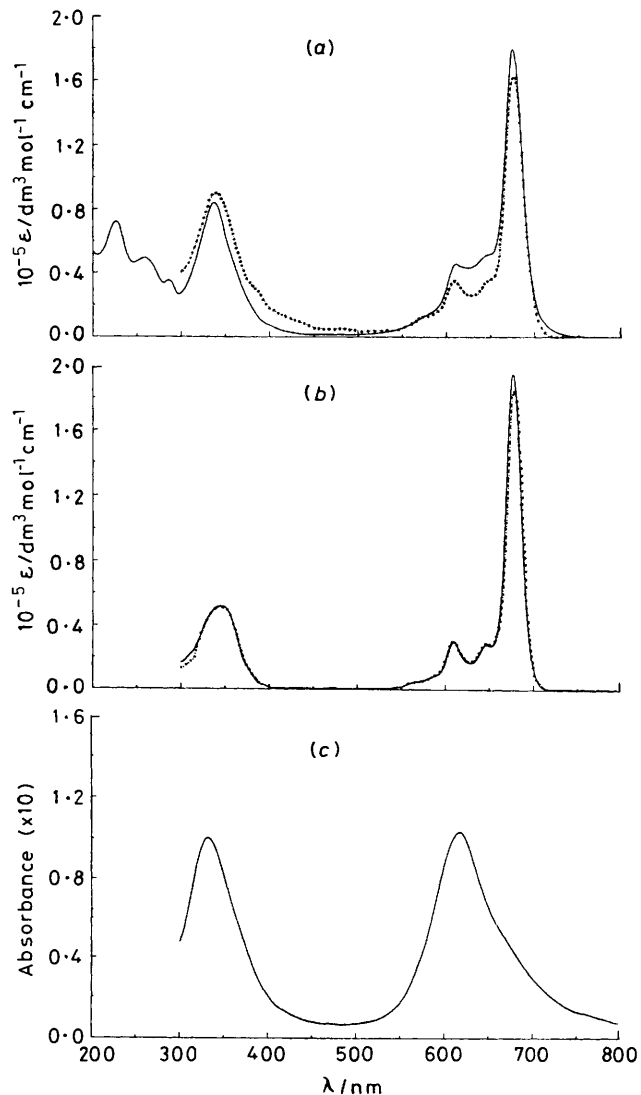 (a)
2·0
1·6
1·2
0·8
0·4
0·0
10⁻⁵ ε/dm³ mol⁻¹ cm⁻¹
(b)
2·0
1·6
1·2
0·8
0·4
0·0
10⁻⁵ ε/dm³ mol⁻¹ cm⁻¹
(c)
1·6
1·2
0·8
0·4
0·0
Absorbance (x10)
200 300 400 500 600 700 800
λ/nm